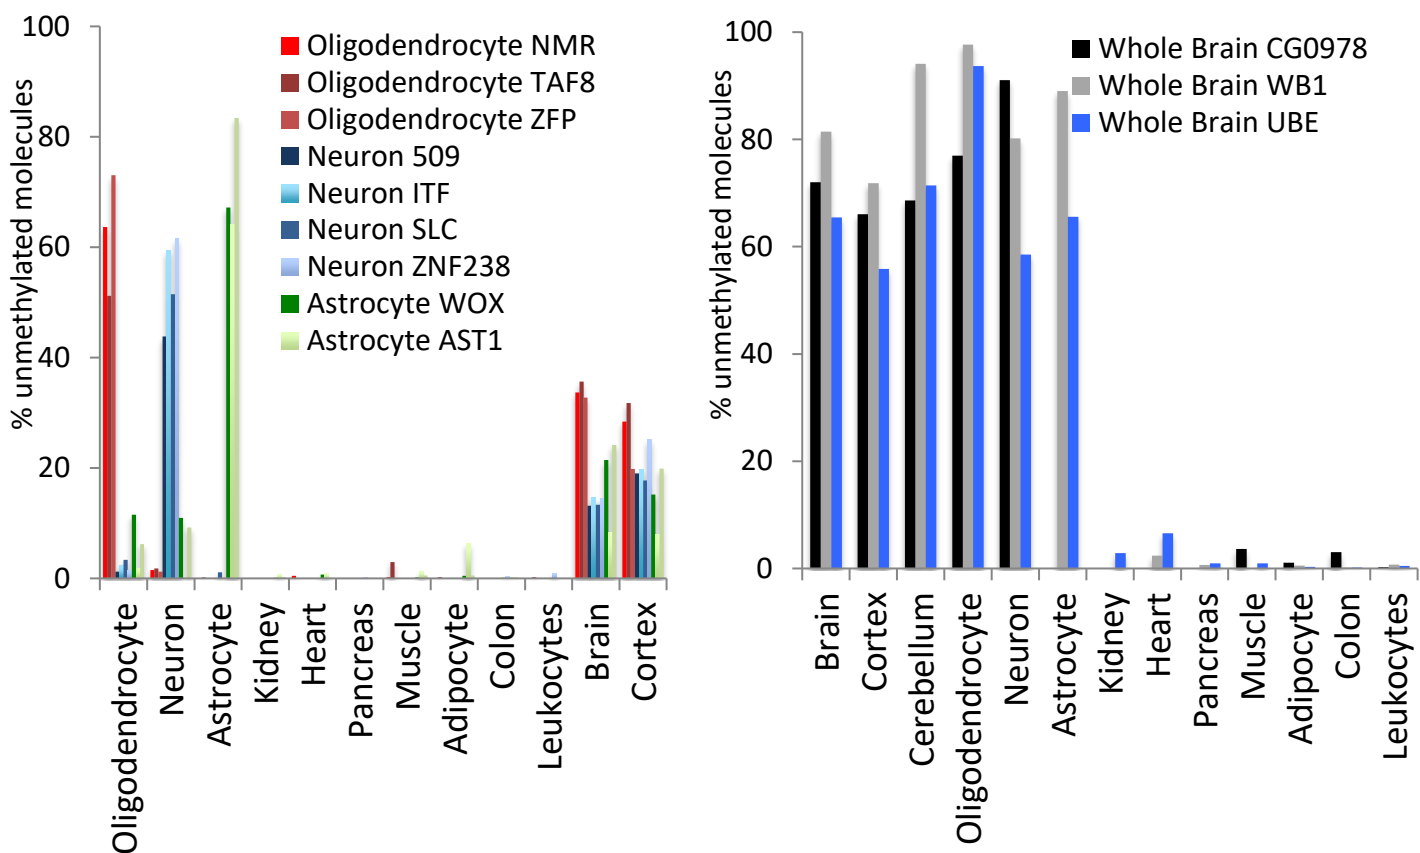 % unmethylated molecules
100
80
60
40
20
0
Oligodendrocyte NMR
Oligodendrocyte TAF8
Oligodendrocyte ZFP
Neuron 509
Neuron ITF
Neuron SLC
Neuron ZNF238
Astrocyte WOX
Astrocyte AST1
Oligodendrocyte
Neuron
Astrocyte
Kidney
Heart
Pancreas
Muscle
Adipocyte
Colon
Leukocytes
Brain
Cortex
% unmethylated molecules
100
80
60
40
20
0
Whole Brain CG0978
Whole Brain WB1
Whole Brain UBE
Brain
Cortex
Cerebellum
Oligodendrocyte
Neuron
Astrocyte
Kidney
Heart
Pancreas
Muscle
Adipocyte
Colon
Leukocytes